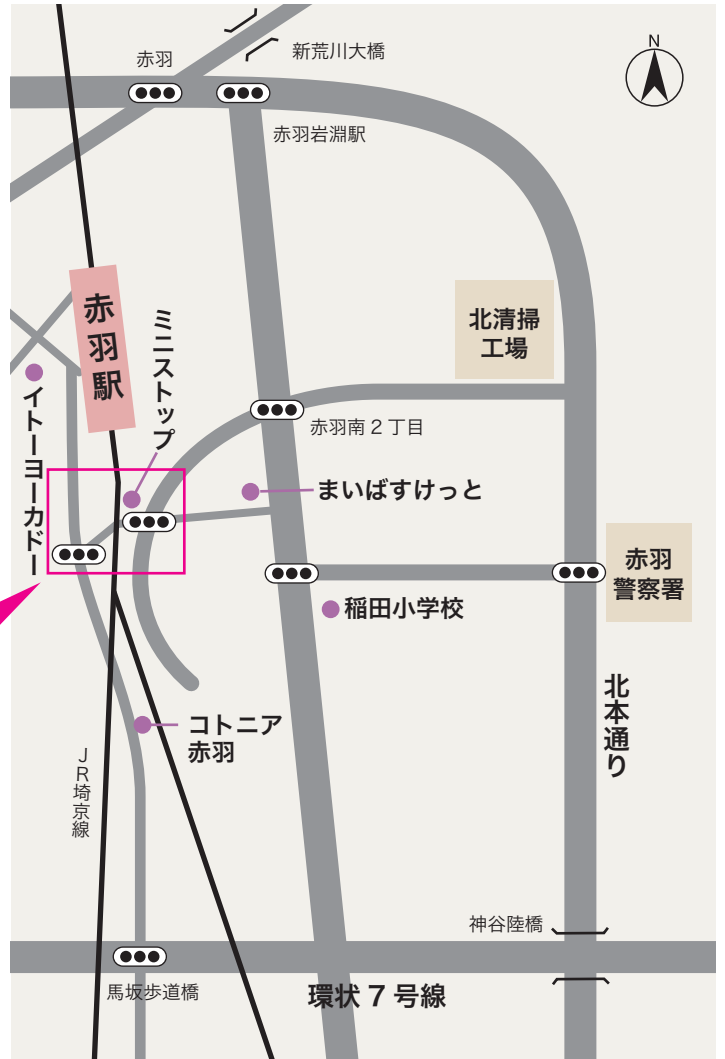 N
新荒川大橋
赤羽
赤羽岩淵駅
赤羽駅
ミニストップ
北清掃
工場
イトーヨーカドー
赤羽南2丁目
まいばすけっと
赤羽
警察署
稲田小学校
北本通り
コトニア
赤羽
JR埼京線
神谷陸橋
馬坂歩道橋
環状7号線